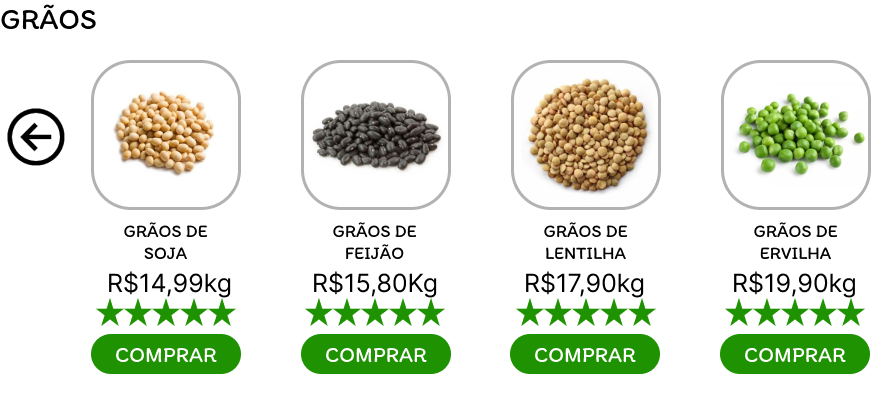 GRÃOS
GRÃOS DE
SOJA
R$14,99kg
COMPRAR
GRÃOS DE
FEIJÃO
R$15,80Kg
COMPRAR
GRÃOS DE
LENTILHA
R$17,90kg
COMPRAR
GRÃOS DE
ERVILHA
R$19,90kg
COMPRAR